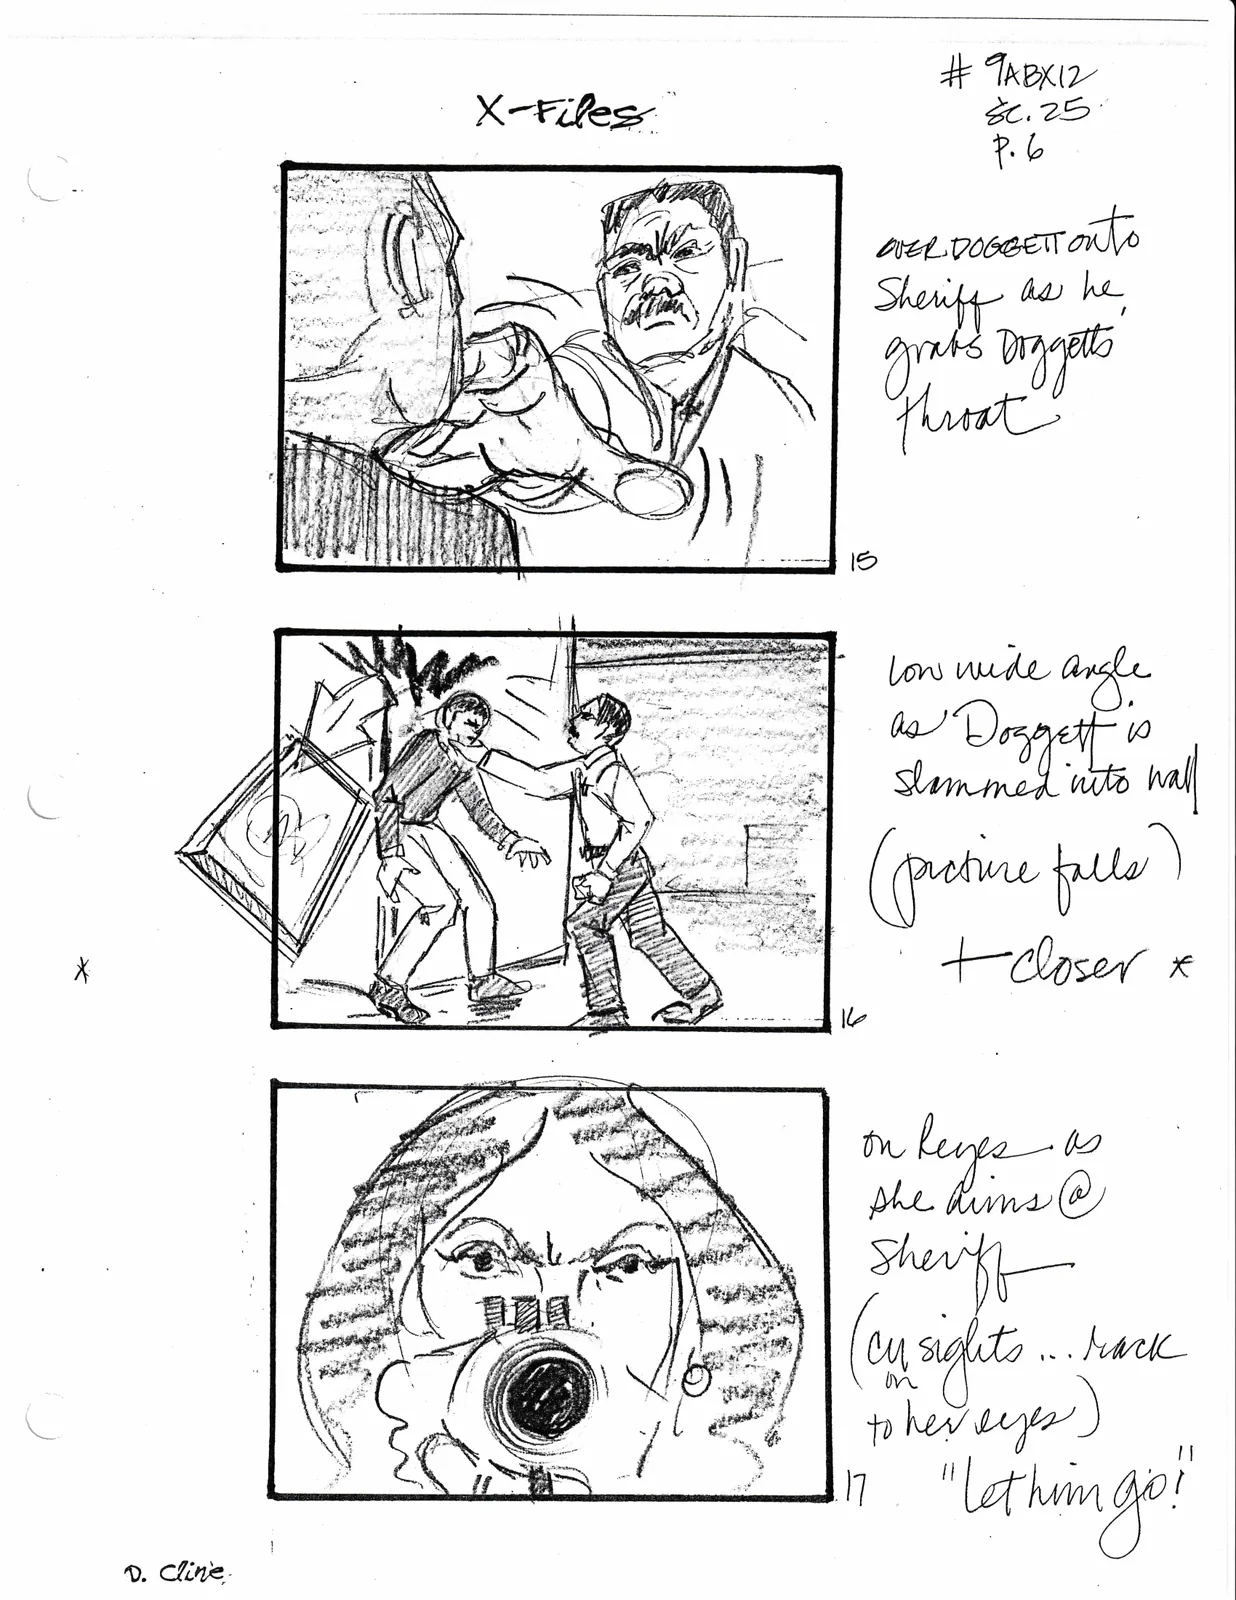 # 9ABX12
X-Files
SC. 25
P. 6
OVER DOGGETT onto
Sheriff as he
grabs Doggett's
throat
15
low wide angle
as Doggett is
slammed into wall
(picture falls)
+ closer *
*
16
on Reyes as
she aims @
Sheriff
(CU sights ... rack
on
to her eyes)
17
"let him go!"
D. Cline